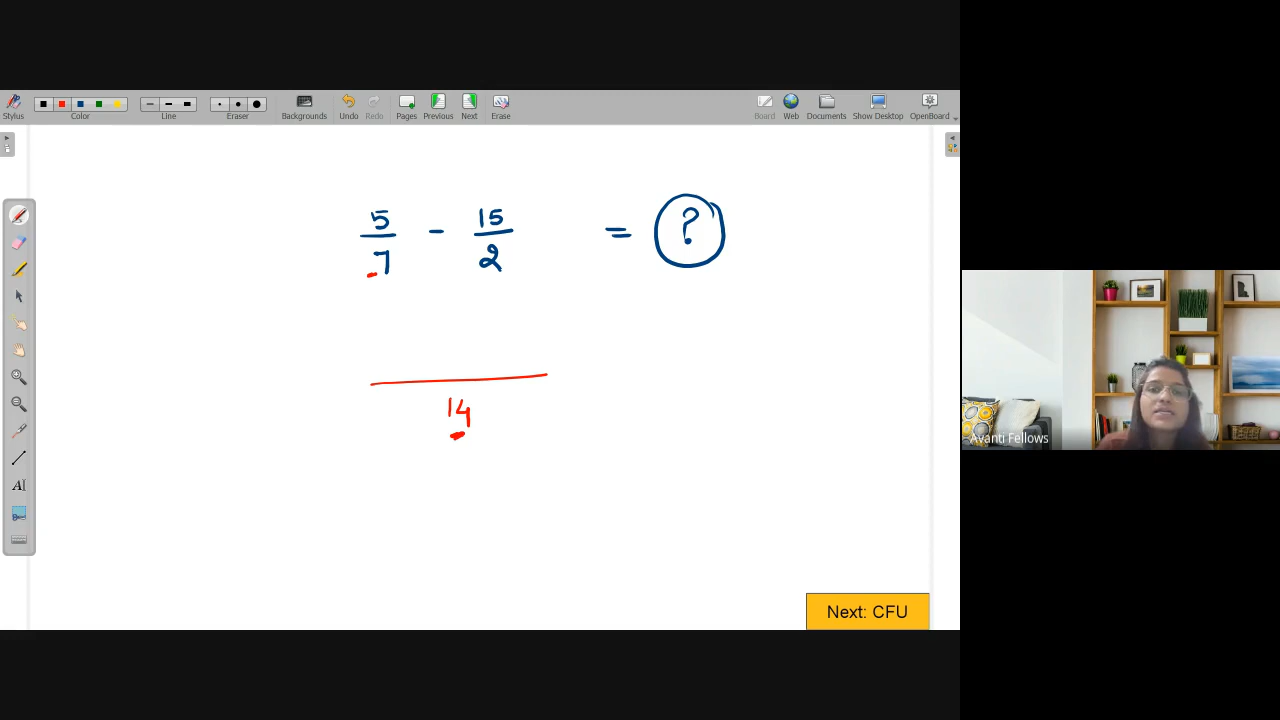 Stylus Color Line Eraser Backgrounds Undo Redo Pages Previous Next Erase Board Web Documents Show Desktop OpenBoard
5/7 - 15/2 = ?
14
Avanti Fellows
Next: CFU